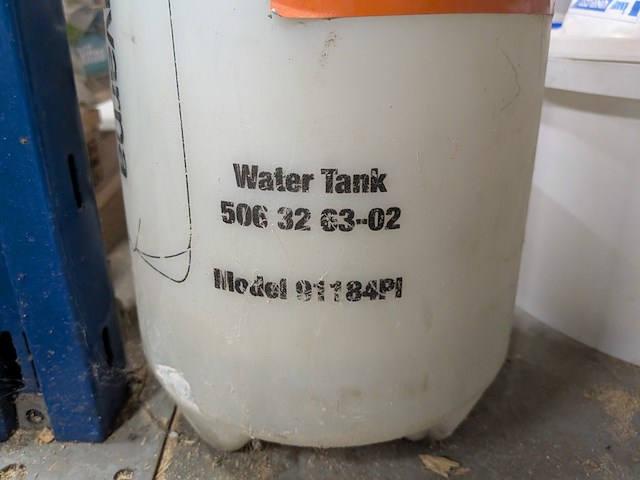 Water Tank
506 32 63-02
Model 91184PI